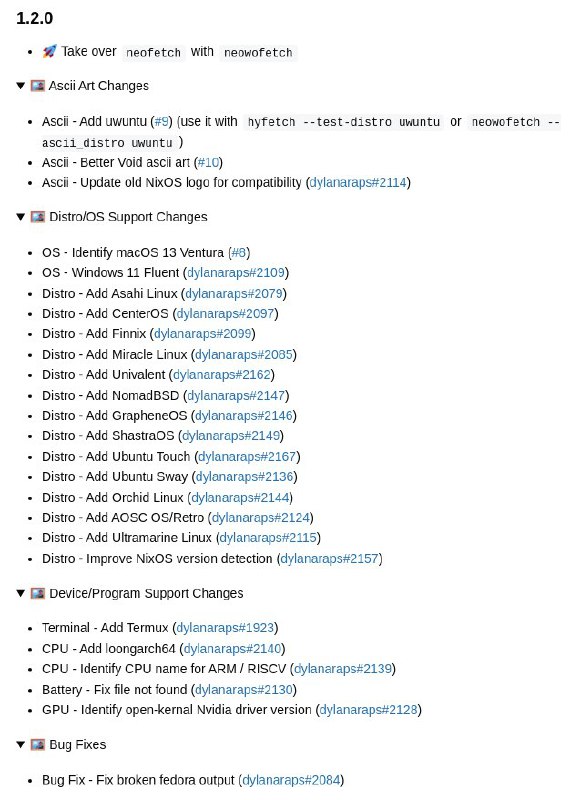 1.2.0
🚀 Take over neofetch with neowofetch
▼ 🖼️ Ascii Art Changes
Ascii - Add uwuntu (#9) (use it with hyfetch --test-distro uwuntu or neowofetch --
ascii_distro uwuntu )
Ascii - Better Void ascii art (#10)
Ascii - Update old NixOS logo for compatibility (dylanaraps#2114)
▼ 🖼️ Distro/OS Support Changes
OS - Identify macOS 13 Ventura (#8)
OS - Windows 11 Fluent (dylanaraps#2109)
Distro - Add Asahi Linux (dylanaraps#2079)
Distro - Add CenterOS (dylanaraps#2097)
Distro - Add Finnix (dylanaraps#2099)
Distro - Add Miracle Linux (dylanaraps#2085)
Distro - Add Univalent (dylanaraps#2162)
Distro - Add NomadBSD (dylanaraps#2147)
Distro - Add GrapheneOS (dylanaraps#2146)
Distro - Add ShastraOS (dylanaraps#2149)
Distro - Add Ubuntu Touch (dylanaraps#2167)
Distro - Add Ubuntu Sway (dylanaraps#2136)
Distro - Add Orchid Linux (dylanaraps#2144)
Distro - Add AOSC OS/Retro (dylanaraps#2124)
Distro - Add Ultramarine Linux (dylanaraps#2115)
Distro - Improve NixOS version detection (dylanaraps#2157)
▼ 🖼️ Device/Program Support Changes
Terminal - Add Termux (dylanaraps#1923)
CPU - Add loongarch64 (dylanaraps#2140)
CPU - Identify CPU name for ARM / RISCV (dylanaraps#2139)
Battery - Fix file not found (dylanaraps#2130)
GPU - Identify open-kernal Nvidia driver version (dylanaraps#2128)
▼ 🖼️ Bug Fixes
Bug Fix - Fix broken fedora output (dylanaraps#2084)